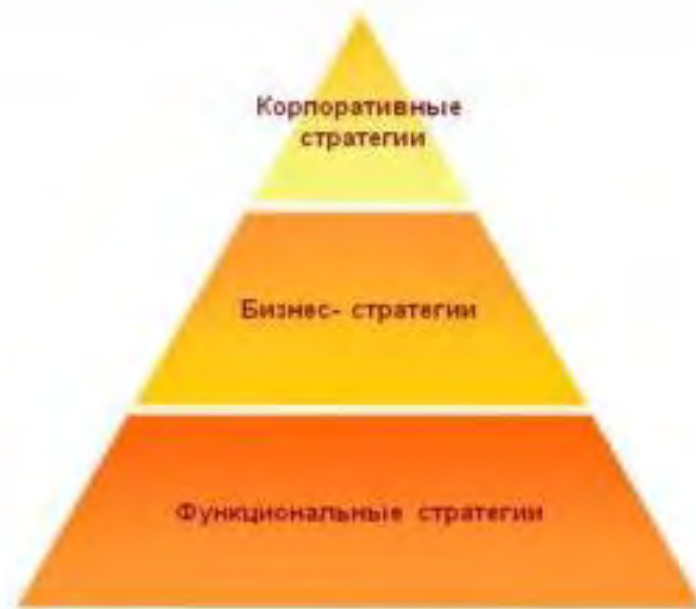 Корпоративные
стратегии
Бизнес- стратегии
Функциональные стратегии